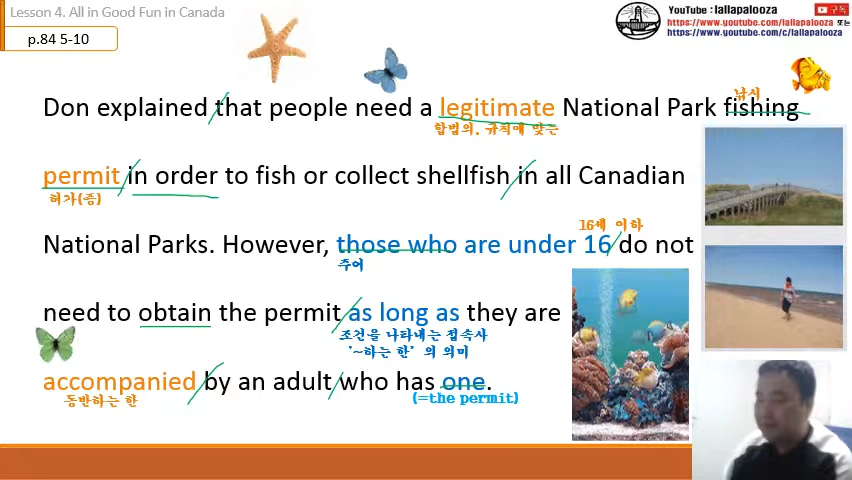 Lesson 4. All in Good Fun in Canada
YouTube : lallapalooza
구독
https://www.youtube.com/lallapalooza 또는
https://www.youtube.com/c/lallapalooza
p.84 5-10
낚시
Don explained that people need a legitimate National Park fishing
합법의. 규칙에 맞는
permit in order to fish or collect shellfish in all Canadian
허가(증)
16세 이하
National Parks. However, those who are under 16 do not
주어
need to obtain the permit as long as they are
조건을 나타내는 접속사
'~하는 한'의 의미
accompanied by an adult who has one.
동반하는 한
(=the permit)